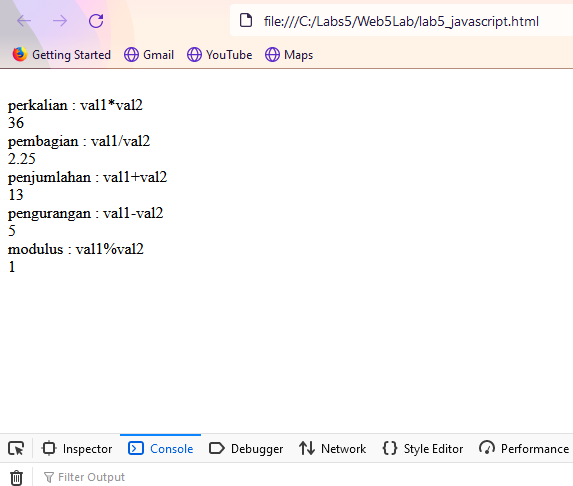 file:///C:/Labs5/Web5Lab/lab5_javascript.html
Getting Started Gmail YouTube Maps
perkalian : val1*val2
36
pembagian : val1/val2
2.25
penjumlahan : val1+val2
13
pengurangan : val1-val2
5
modulus : val1%val2
1
Inspector Console Debugger Network Style Editor Performance
Filter Output